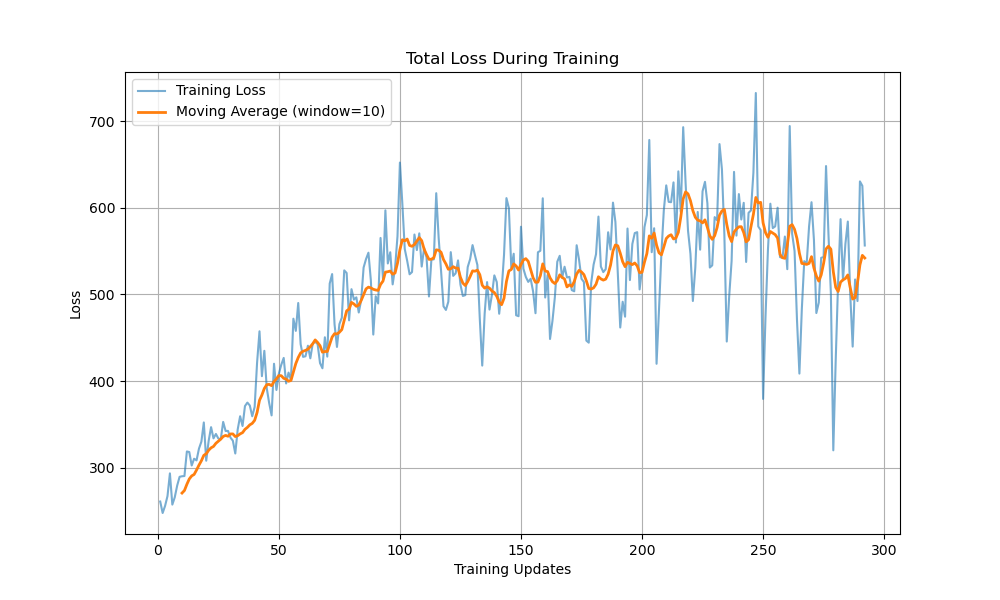 Total Loss During Training
Training Loss
Moving Average (window=10)
700
600
500
400
300
Loss
0 50 100 150 200 250 300
Training Updates